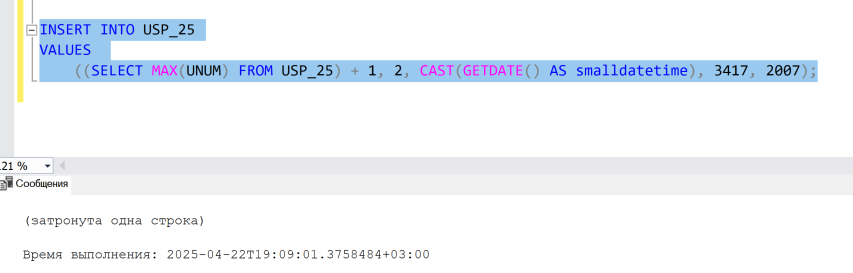 INSERT INTO USP_25
VALUES
((SELECT MAX(UNUM) FROM USP_25) + 1, 2, CAST(GETDATE() AS smalldatetime), 3417, 2007);
21 %
Сообщения
(затронута одна строка)
Время выполнения: 2025-04-22T19:09:01.3758484+03:00